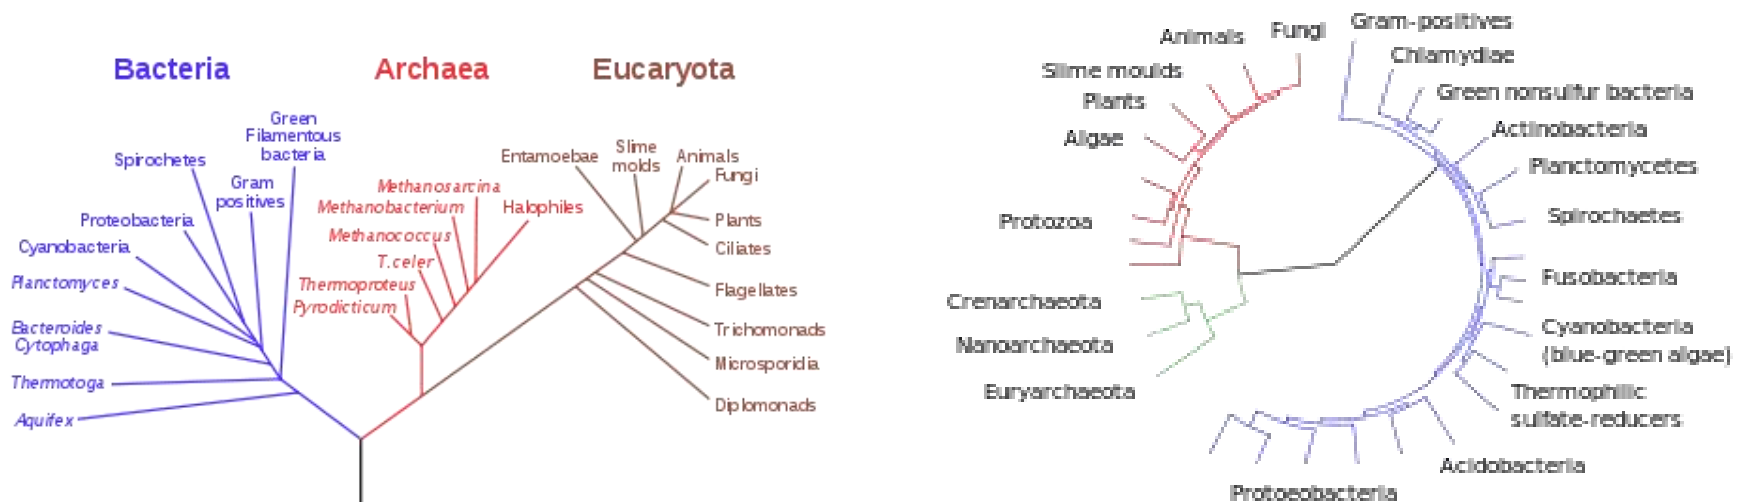 Bacteria
Archaea
Eucaryota
Green
Filamentous
bacteria
Spirochetes
Gram
positives
Proteobacteria
Cyanobacteria
Planctomyces
Bacteroides
Cytophaga
Thermotoga
Aquifex
Methanosarcina
Methanobacterium
Halophiles
Methanococcus
T.celer
Thermoproteus
Pyrodicticum
Entamoebae
Slime
molds
Animals
Fungi
Plants
Ciliates
Flagellates
Trichomonads
Microsporidia
Diplomonads
Fungi
Animals
Slime moulds
Plants
Algae
Protozoa
Crenarchaeota
Nanoarchaeota
Euryarchaeota
Gram-positives
Chlamydiae
Green nonsulfur bacteria
Actinobacteria
Planctomycetes
Spirochaetes
Fusobacteria
Cyanobacteria
(blue-green algae)
Thermophilic
sulfate-reducers
Acidobacteria
Protoeobacteria